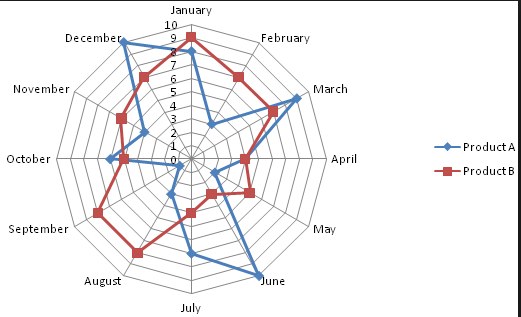 January
February
March
April
May
June
July
August
September
October
November
December
10
9
8
7
6
5
4
3
2
1
0
Product A
Product B